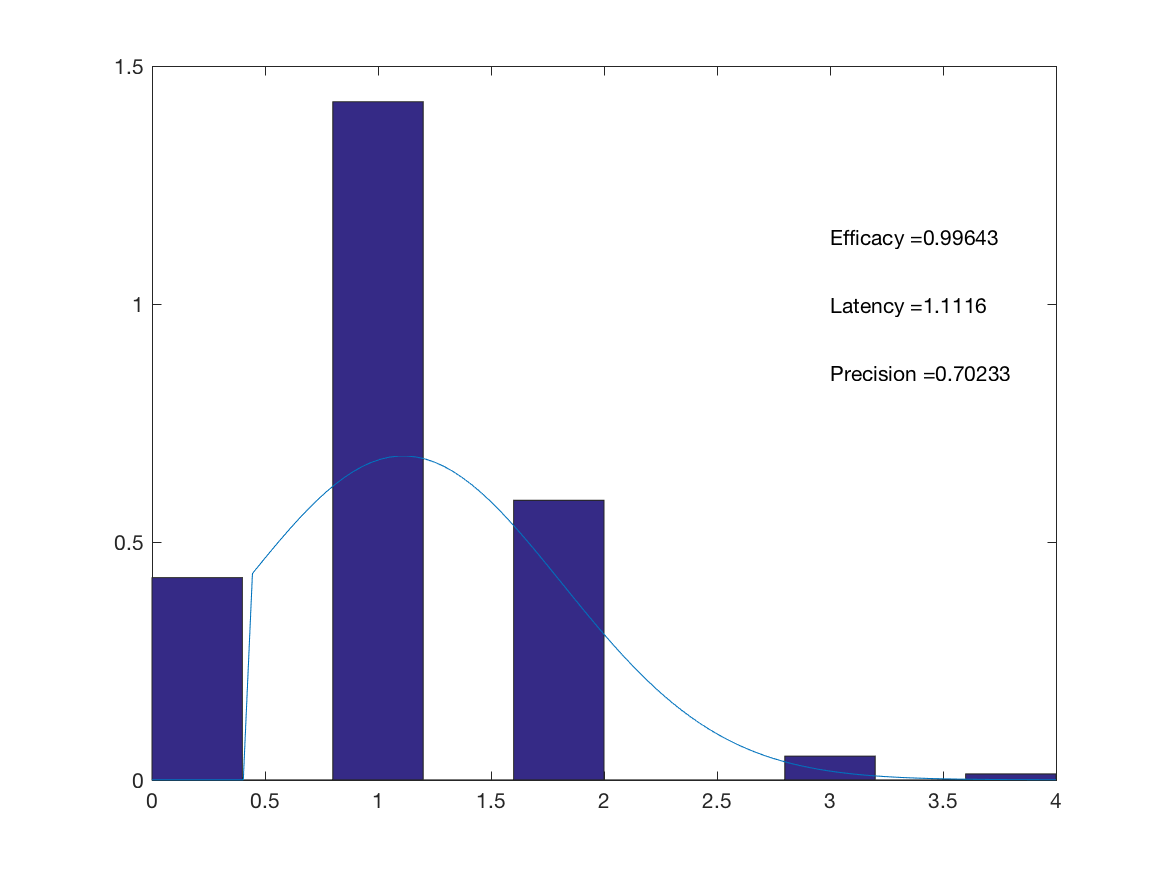 1.5
Efficacy =0.99643
1
Latency =1.1116
Precision =0.70233
0.5
0
0 0.5 1 1.5 2 2.5 3 3.5 4